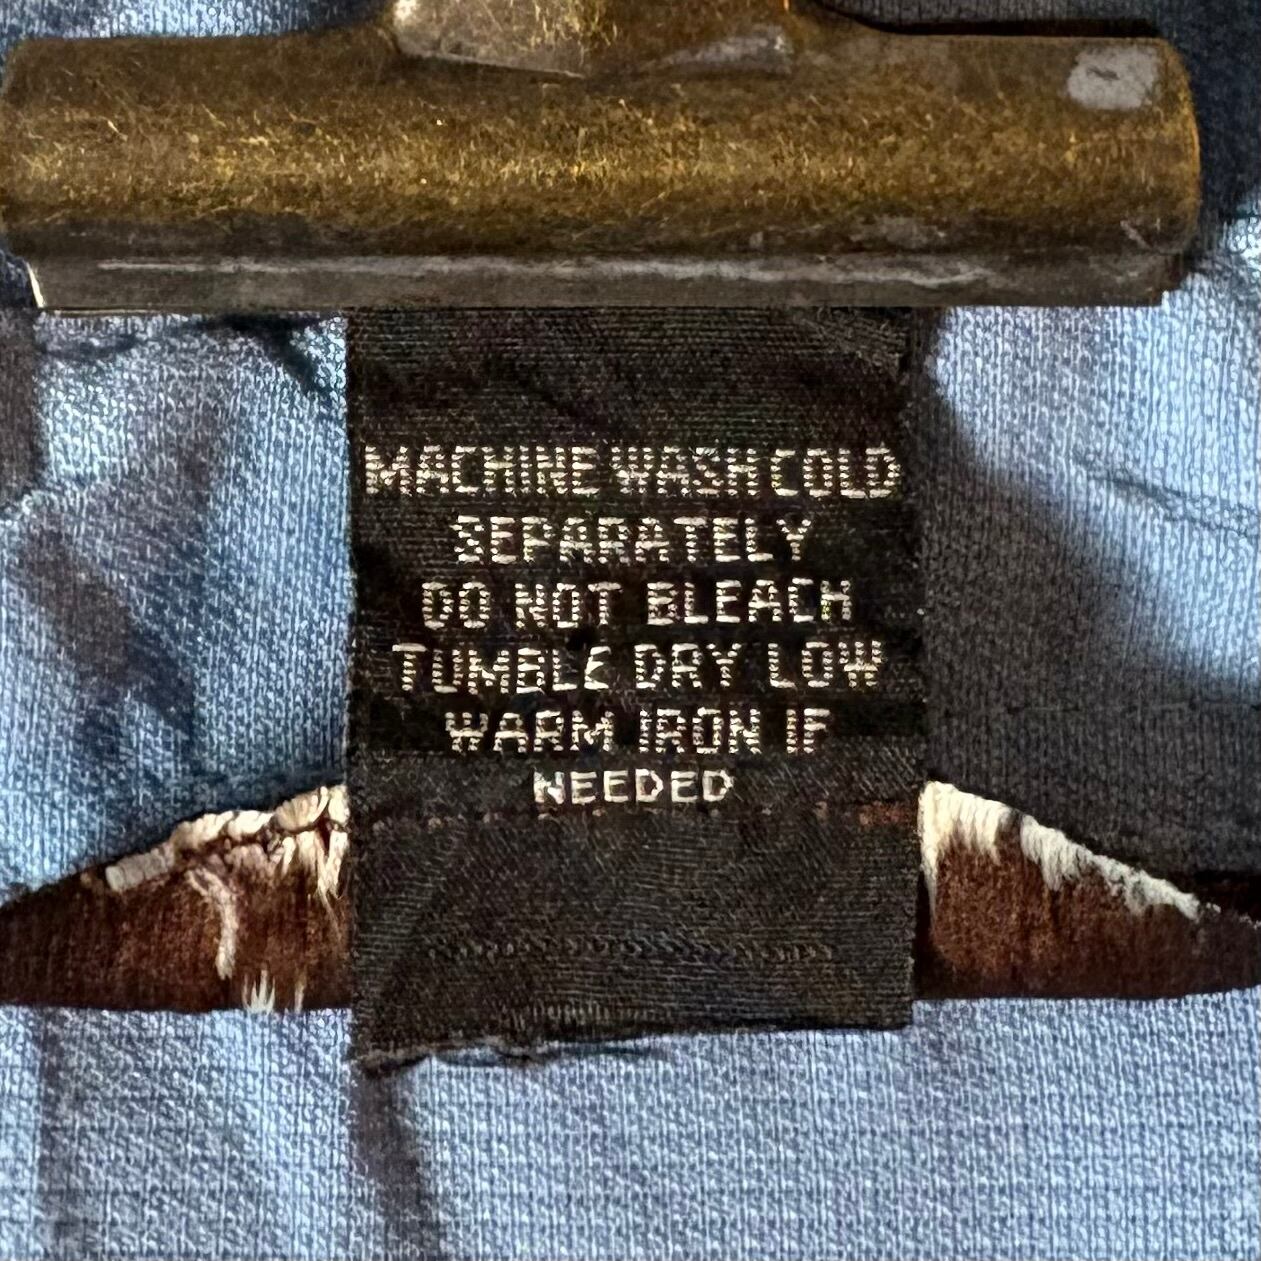 MACHINE WASH COLD
SEPARATELY
DO NOT BLEACH
TUMBLE DRY LOW
WARM IRON IF
NEEDED